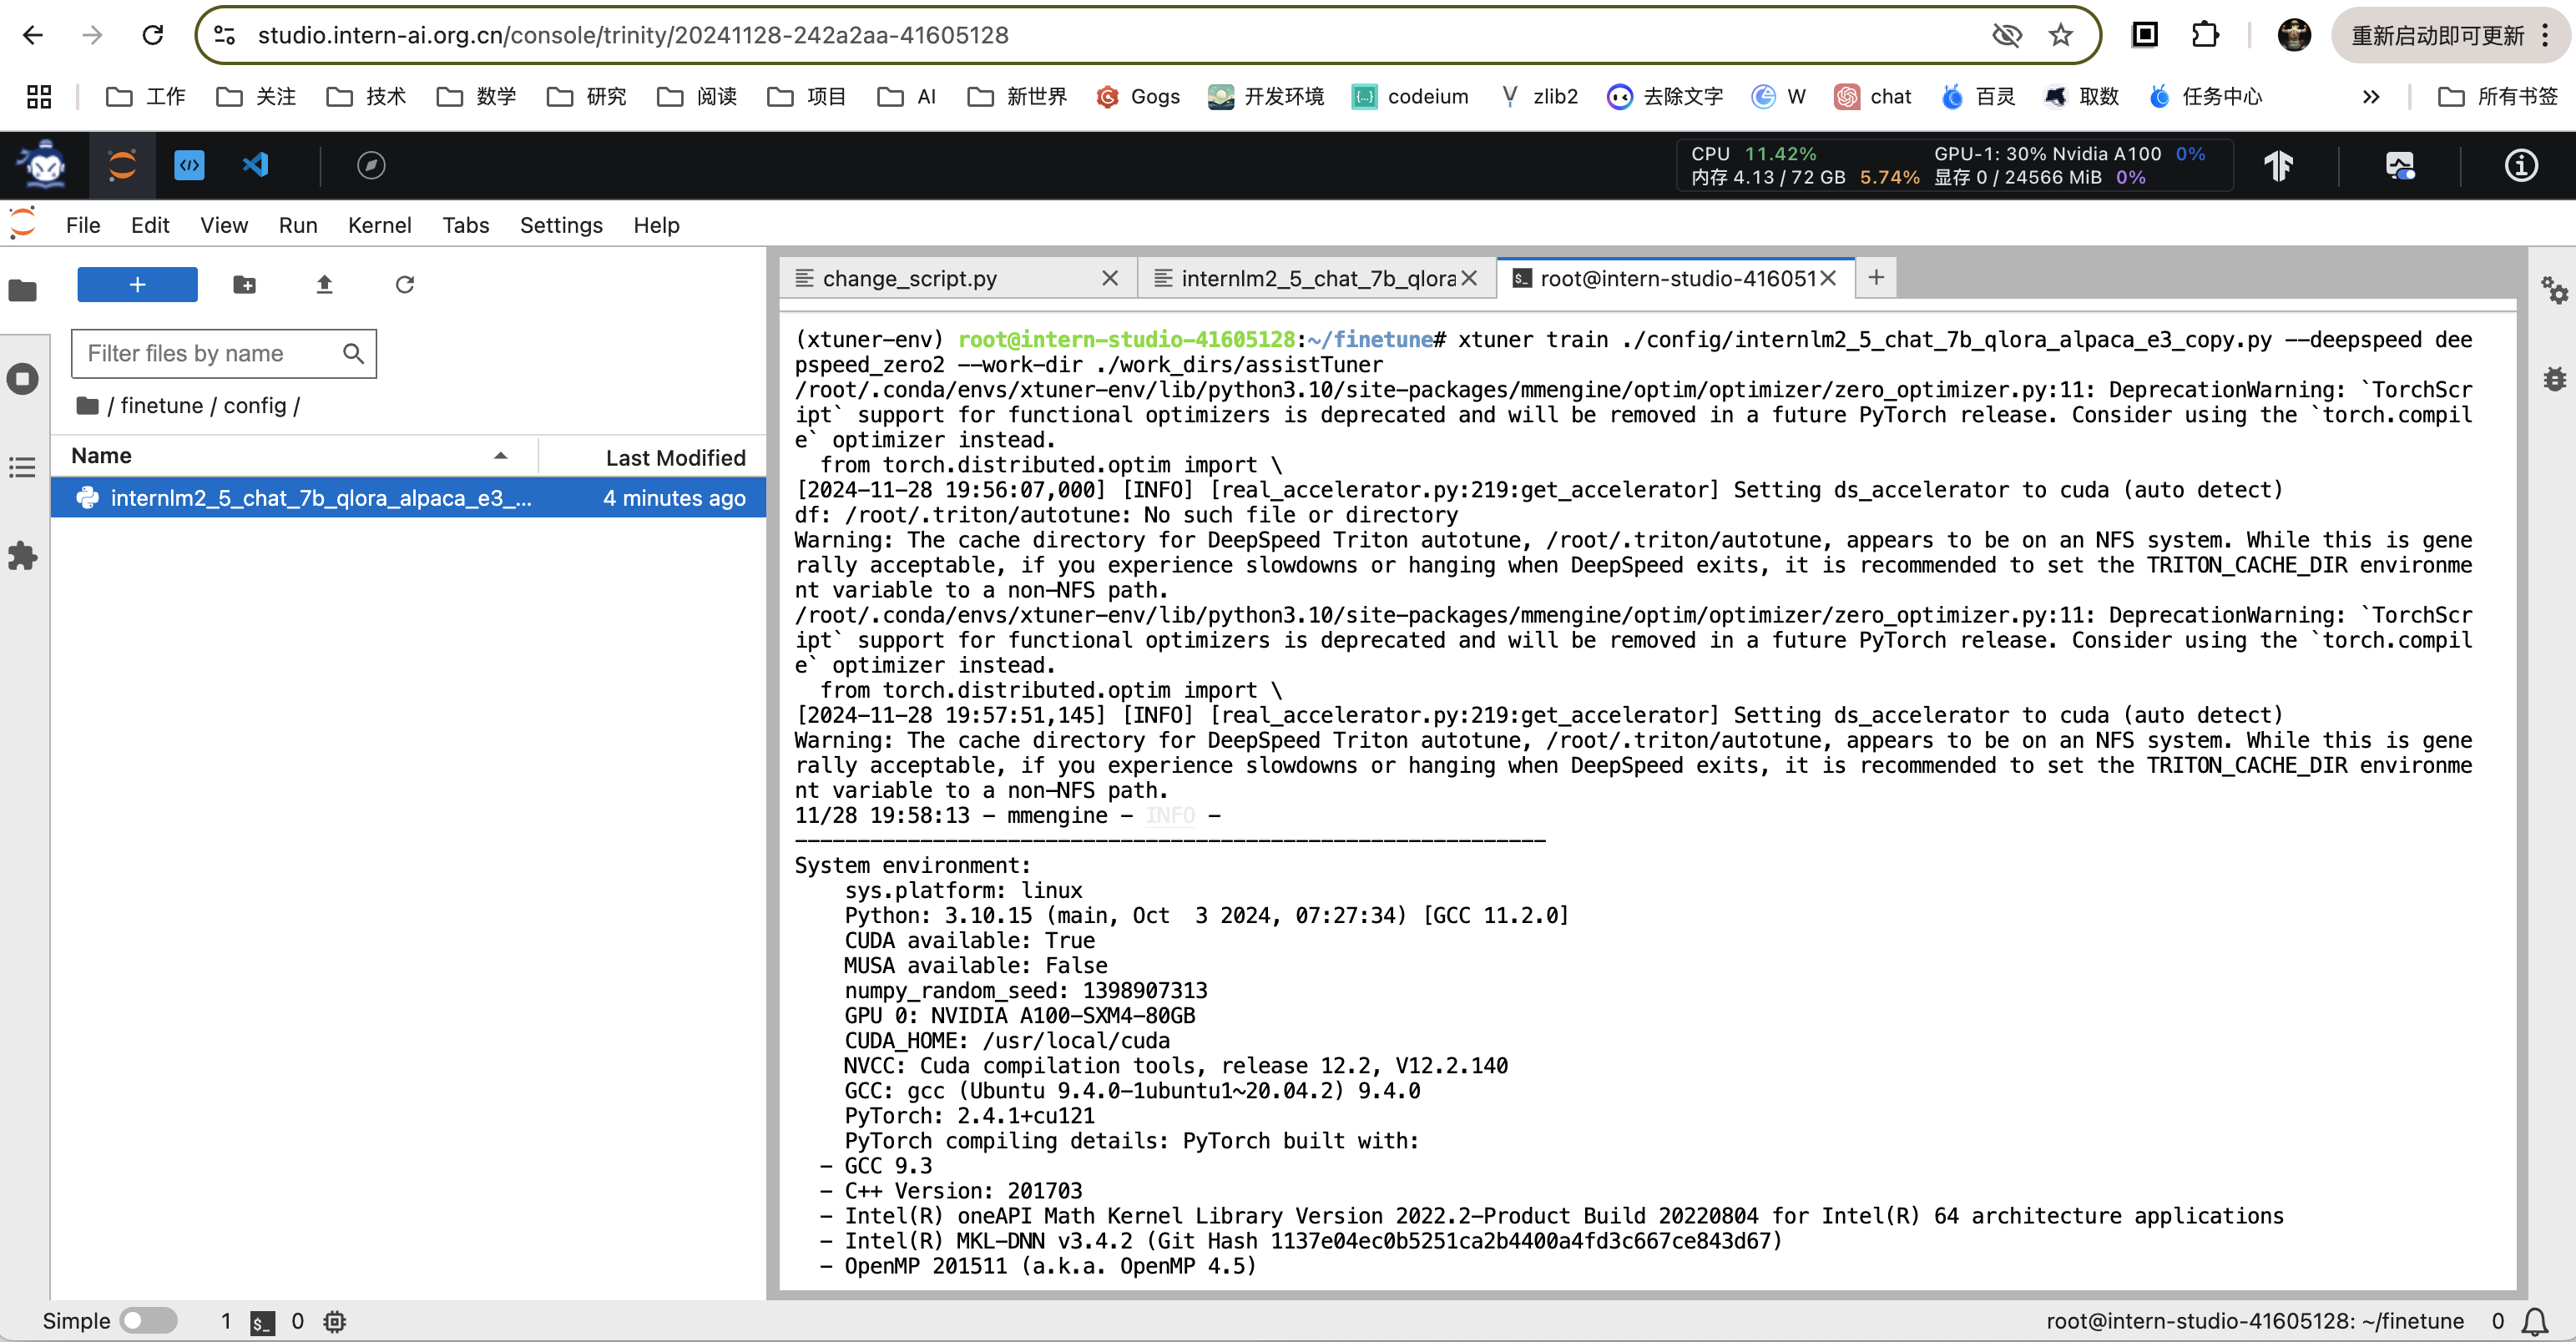 studio.intern-ai.org.cn/console/trinity/20241128-242a2aa-41605128
重新启动即可更新
工作 关注 技术 数学 研究 阅读 项目 AI 新世界 Gogs 开发环境 codeium zlib2 去除文字 W chat 百灵 取数 任务中心 所有书签
CPU 11.42% GPU-1: 30% Nvidia A100 0%
内存 4.13 / 72 GB 5.74% 显存 0 / 24566 MiB 0%
File Edit View Run Kernel Tabs Settings Help
change_script.py internlm2_5_chat_7b_qlora root@intern-studio-416051
Filter files by name
/ finetune / config /
Name Last Modified
internlm2_5_chat_7b_qlora_alpaca_e3_... 4 minutes ago
(xtuner-env) root@intern-studio-41605128:~/finetune# xtuner train ./config/internlm2_5_chat_7b_qlora_alpaca_e3_copy.py --deepspeed dee
pspeed_zero2 --work-dir ./work_dirs/assistTuner
/root/.conda/envs/xtuner-env/lib/python3.10/site-packages/mmengine/optim/optimizer/zero_optimizer.py:11: DeprecationWarning: `TorchScr
ipt` support for functional optimizers is deprecated and will be removed in a future PyTorch release. Consider using the `torch.compil
e` optimizer instead.
from torch.distributed.optim import \
[2024-11-28 19:56:07,000] [INFO] [real_accelerator.py:219:get_accelerator] Setting ds_accelerator to cuda (auto detect)
df: /root/.triton/autotune: No such file or directory
Warning: The cache directory for DeepSpeed Triton autotune, /root/.triton/autotune, appears to be on an NFS system. While this is gene
rally acceptable, if you experience slowdowns or hanging when DeepSpeed exits, it is recommended to set the TRITON_CACHE_DIR environme
nt variable to a non-NFS path.
/root/.conda/envs/xtuner-env/lib/python3.10/site-packages/mmengine/optim/optimizer/zero_optimizer.py:11: DeprecationWarning: `TorchScr
ipt` support for functional optimizers is deprecated and will be removed in a future PyTorch release. Consider using the `torch.compil
e` optimizer instead.
from torch.distributed.optim import \
[2024-11-28 19:57:51,145] [INFO] [real_accelerator.py:219:get_accelerator] Setting ds_accelerator to cuda (auto detect)
Warning: The cache directory for DeepSpeed Triton autotune, /root/.triton/autotune, appears to be on an NFS system. While this is gene
rally acceptable, if you experience slowdowns or hanging when DeepSpeed exits, it is recommended to set the TRITON_CACHE_DIR environme
nt variable to a non-NFS path.
11/28 19:58:13 - mmengine - INFO -
------------------------------------------------------------
System environment:
sys.platform: linux
Python: 3.10.15 (main, Oct  3 2024, 07:27:34) [GCC 11.2.0]
CUDA available: True
MUSA available: False
numpy_random_seed: 1398907313
GPU 0: NVIDIA A100-SXM4-80GB
CUDA_HOME: /usr/local/cuda
NVCC: Cuda compilation tools, release 12.2, V12.2.140
GCC: gcc (Ubuntu 9.4.0-1ubuntu1~20.04.2) 9.4.0
PyTorch: 2.4.1+cu121
PyTorch compiling details: PyTorch built with:
- GCC 9.3
- C++ Version: 201703
- Intel(R) oneAPI Math Kernel Library Version 2022.2-Product Build 20220804 for Intel(R) 64 architecture applications
- Intel(R) MKL-DNN v3.4.2 (Git Hash 1137e04ec0b5251ca2b4400a4fd3c667ce843d67)
- OpenMP 201511 (a.k.a. OpenMP 4.5)
Simple 1 $_ 0 root@intern-studio-41605128: ~/finetune 0